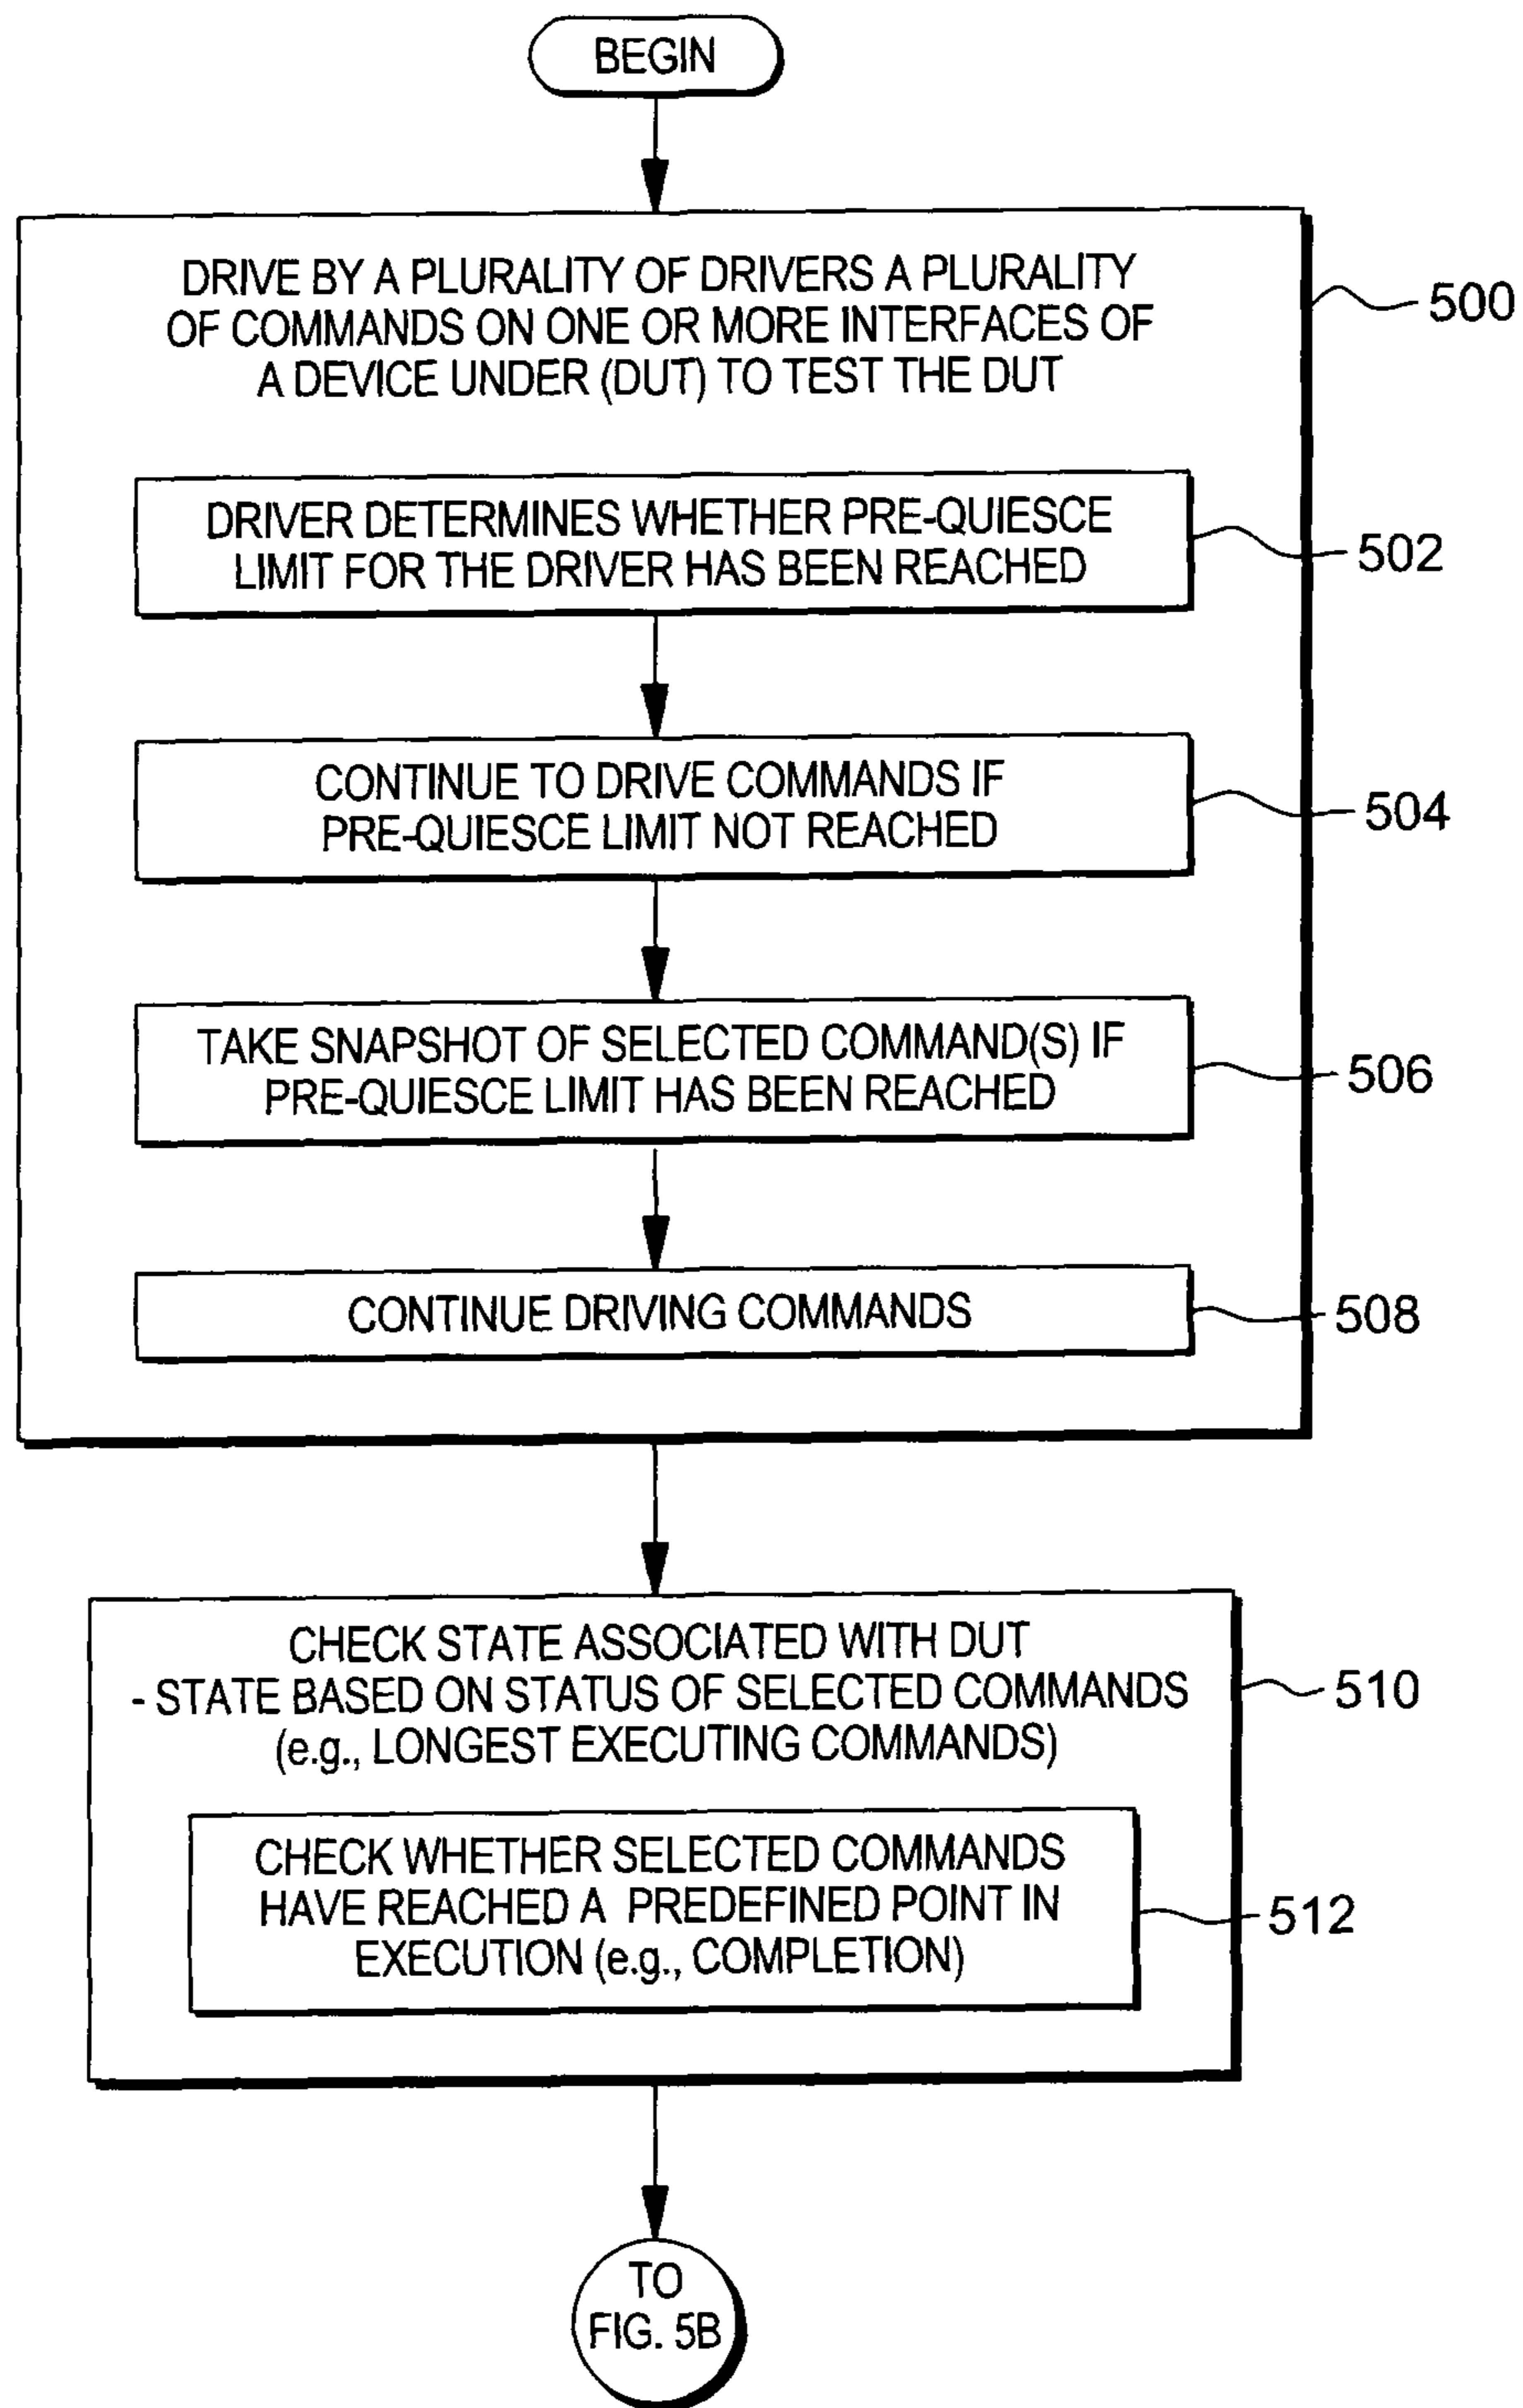 BEGIN
DRIVE BY A PLURALITY OF DRIVERS A PLURALITY
OF COMMANDS ON ONE OR MORE INTERFACES OF
A DEVICE UNDER (DUT) TO TEST THE DUT
500
DRIVER DETERMINES WHETHER PRE-QUIESCE
LIMIT FOR THE DRIVER HAS BEEN REACHED
502
CONTINUE TO DRIVE COMMANDS IF
PRE-QUIESCE LIMIT NOT REACHED
504
TAKE SNAPSHOT OF SELECTED COMMAND(S) IF
PRE-QUIESCE LIMIT HAS BEEN REACHED
506
CONTINUE DRIVING COMMANDS
508
CHECK STATE ASSOCIATED WITH DUT
- STATE BASED ON STATUS OF SELECTED COMMANDS
(e.g., LONGEST EXECUTING COMMANDS)
510
CHECK WHETHER SELECTED COMMANDS
HAVE REACHED A PREDEFINED POINT IN
EXECUTION (e.g., COMPLETION)
512
TO
FIG. 5B